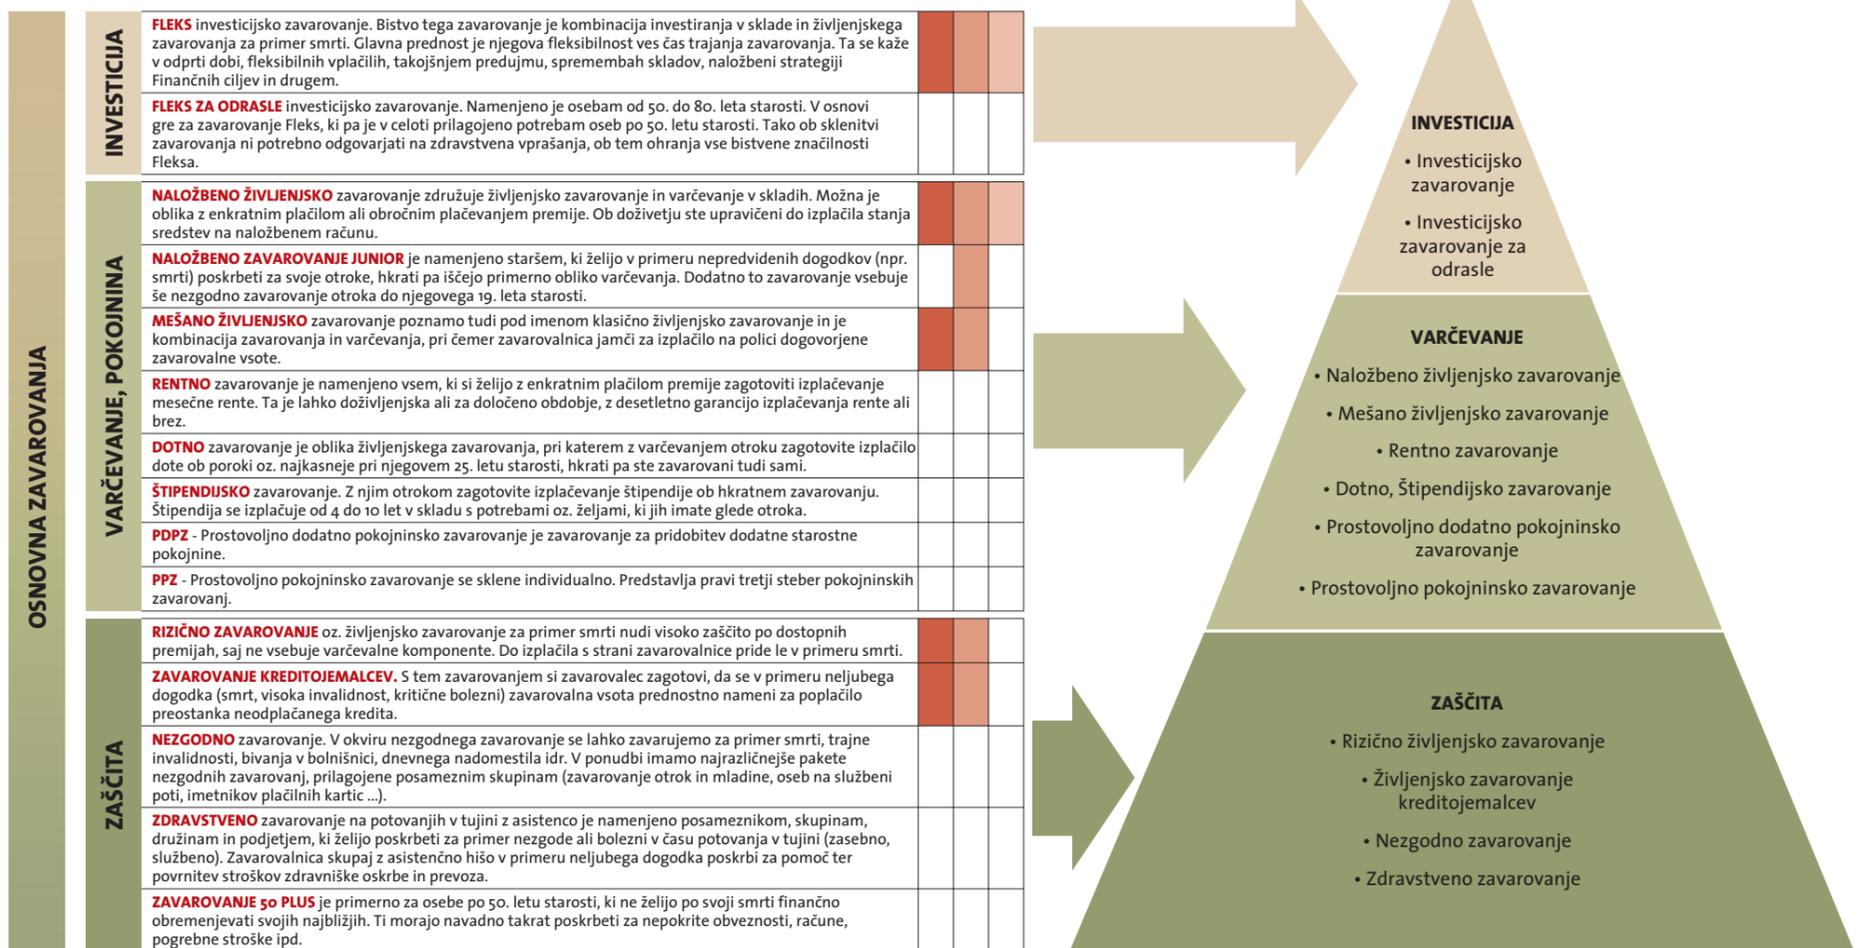 OSNOVNA ZAVAROVANJA
INVESTICIJA
FLEKS investicijsko zavarovanje. Bistvo tega zavarovanje je kombinacija investiranja v sklade in življenjskega
zavarovanja za primer smrti. Glavna prednost je njegova fleksibilnost ves čas trajanja zavarovanja. Ta se kaže
v odprti dobi, fleksibilnih vplačilih, takojšnjem predujmu, spremembah skladov, naložbeni strategiji
Finančnih ciljev in drugem.
FLEKS ZA ODRASLE investicijsko zavarovanje. Namenjeno je osebam od 50. do 80. leta starosti. V osnovi
gre za zavarovanje Fleks, ki pa je v celoti prilagojeno potrebam oseb po 50. letu starosti. Tako ob sklenitvi
zavarovanja ni potrebno odgovarjati na zdravstvena vprašanja, ob tem ohranja vse bistvene značilnosti
Fleksa.
VARČEVANJE, POKOJNINA
NALOŽBENO ŽIVLJENJSKO zavarovanje združuje življenjsko zavarovanje in varčevanje v skladih. Možna je
oblika z enkratnim plačilom ali obročnim plačevanjem premije. Ob doživetju ste upravičeni do izplačila stanja
sredstev na naložbenem računu.
NALOŽBENO ZAVAROVANJE JUNIOR je namenjeno staršem, ki želijo v primeru nepredvidenih dogodkov (npr.
smrti) poskrbeti za svoje otroke, hkrati pa iščejo primerno obliko varčevanja. Dodatno to zavarovanje vsebuje
še nezgodno zavarovanje otroka do njegovega 19. leta starosti.
MEŠANO ŽIVLJENJSKO zavarovanje poznamo tudi pod imenom klasično življenjsko zavarovanje in je
kombinacija zavarovanja in varčevanja, pri čemer zavarovalnica jamči za izplačilo na polici dogovorjene
zavarovalne vsote.
RENTNO zavarovanje je namenjeno vsem, ki si želijo z enkratnim plačilom premije zagotoviti izplačevanje
mesečne rente. Ta je lahko doživljenjska ali za določeno obdobje, z desetletno garancijo izplačevanja rente ali
brez.
DOTNO zavarovanje je oblika življenjskega zavarovanja, pri katerem z varčevanjem otroku zagotovite izplačilo
dote ob poroki oz. najkasneje pri njegovem 25. letu starosti, hkrati pa ste zavarovani tudi sami.
ŠTIPENDIJSKO zavarovanje. Z njim otrokom zagotovite izplačevanje štipendije ob hkratnem zavarovanju.
Štipendija se izplačuje od 4 do 10 let v skladu s potrebami oz. željami, ki jih imate glede otroka.
PDPZ - Prostovoljno dodatno pokojninsko zavarovanje je zavarovanje za pridobitev dodatne starostne
pokojnine.
PPZ - Prostovoljno pokojninsko zavarovanje se sklene individualno. Predstavlja pravi tretji steber pokojninskih
zavarovanj.
ZAŠČITA
RIZIČNO ZAVAROVANJE oz. življenjsko zavarovanje za primer smrti nudi visoko zaščito po dostopnih
premijah, saj ne vsebuje varčevalne komponente. Do izplačila s strani zavarovalnice pride le v primeru smrti.
ZAVAROVANJE KREDITOJEMALCEV. S tem zavarovanjem si zavarovalec zagotovi, da se v primeru neljubega
dogodka (smrt, visoka invalidnost, kritične bolezni) zavarovalna vsota prednostno nameni za poplačilo
preostanka neodplačanega kredita.
NEZGODNO zavarovanje. V okviru nezgodnega zavarovanje se lahko zavarujemo za primer smrti, trajne
invalidnosti, bivanja v bolnišnici, dnevnega nadomestila idr. V ponudbi imamo najrazličnejše pakete
nezgodnih zavarovanj, prilagojene posameznim skupinam (zavarovanje otrok in mladine, oseb na službeni
poti, imetnikov plačilnih kartic ...).
ZDRAVSTVENO zavarovanje na potovanjih v tujini z asistenco je namenjeno posameznikom, skupinam,
družinam in podjetjem, ki želijo poskrbeti za primer nezgode ali bolezni v času potovanja v tujini (zasebno,
službeno). Zavarovalnica skupaj z asistenčno hišo v primeru neljubega dogodka poskrbi za pomoč ter
povrnitev stroškov zdravniške oskrbe in prevoza.
ZAVAROVANJE 50 PLUS je primerno za osebe po 50. letu starosti, ki ne želijo po svoji smrti finančno
obremenjevati svojih najbližjih. Ti morajo navadno takrat poskrbeti za nepokrite obveznosti, račune,
pogrebne stroške ipd.
INVESTICIJA
• Investicijsko
zavarovanje
• Investicijsko
zavarovanje za
odrasle
VARČEVANJE
• Naložbeno življenjsko zavarovanje
• Mešano življenjsko zavarovanje
• Rentno zavarovanje
• Dotno, Štipendijsko zavarovanje
• Prostovoljno dodatno pokojninsko
zavarovanje
• Prostovoljno pokojninsko zavarovanje
ZAŠČITA
• Rizično življenjsko zavarovanje
• Življenjsko zavarovanje
kreditojemalcev
• Nezgodno zavarovanje
• Zdravstveno zavarovanje